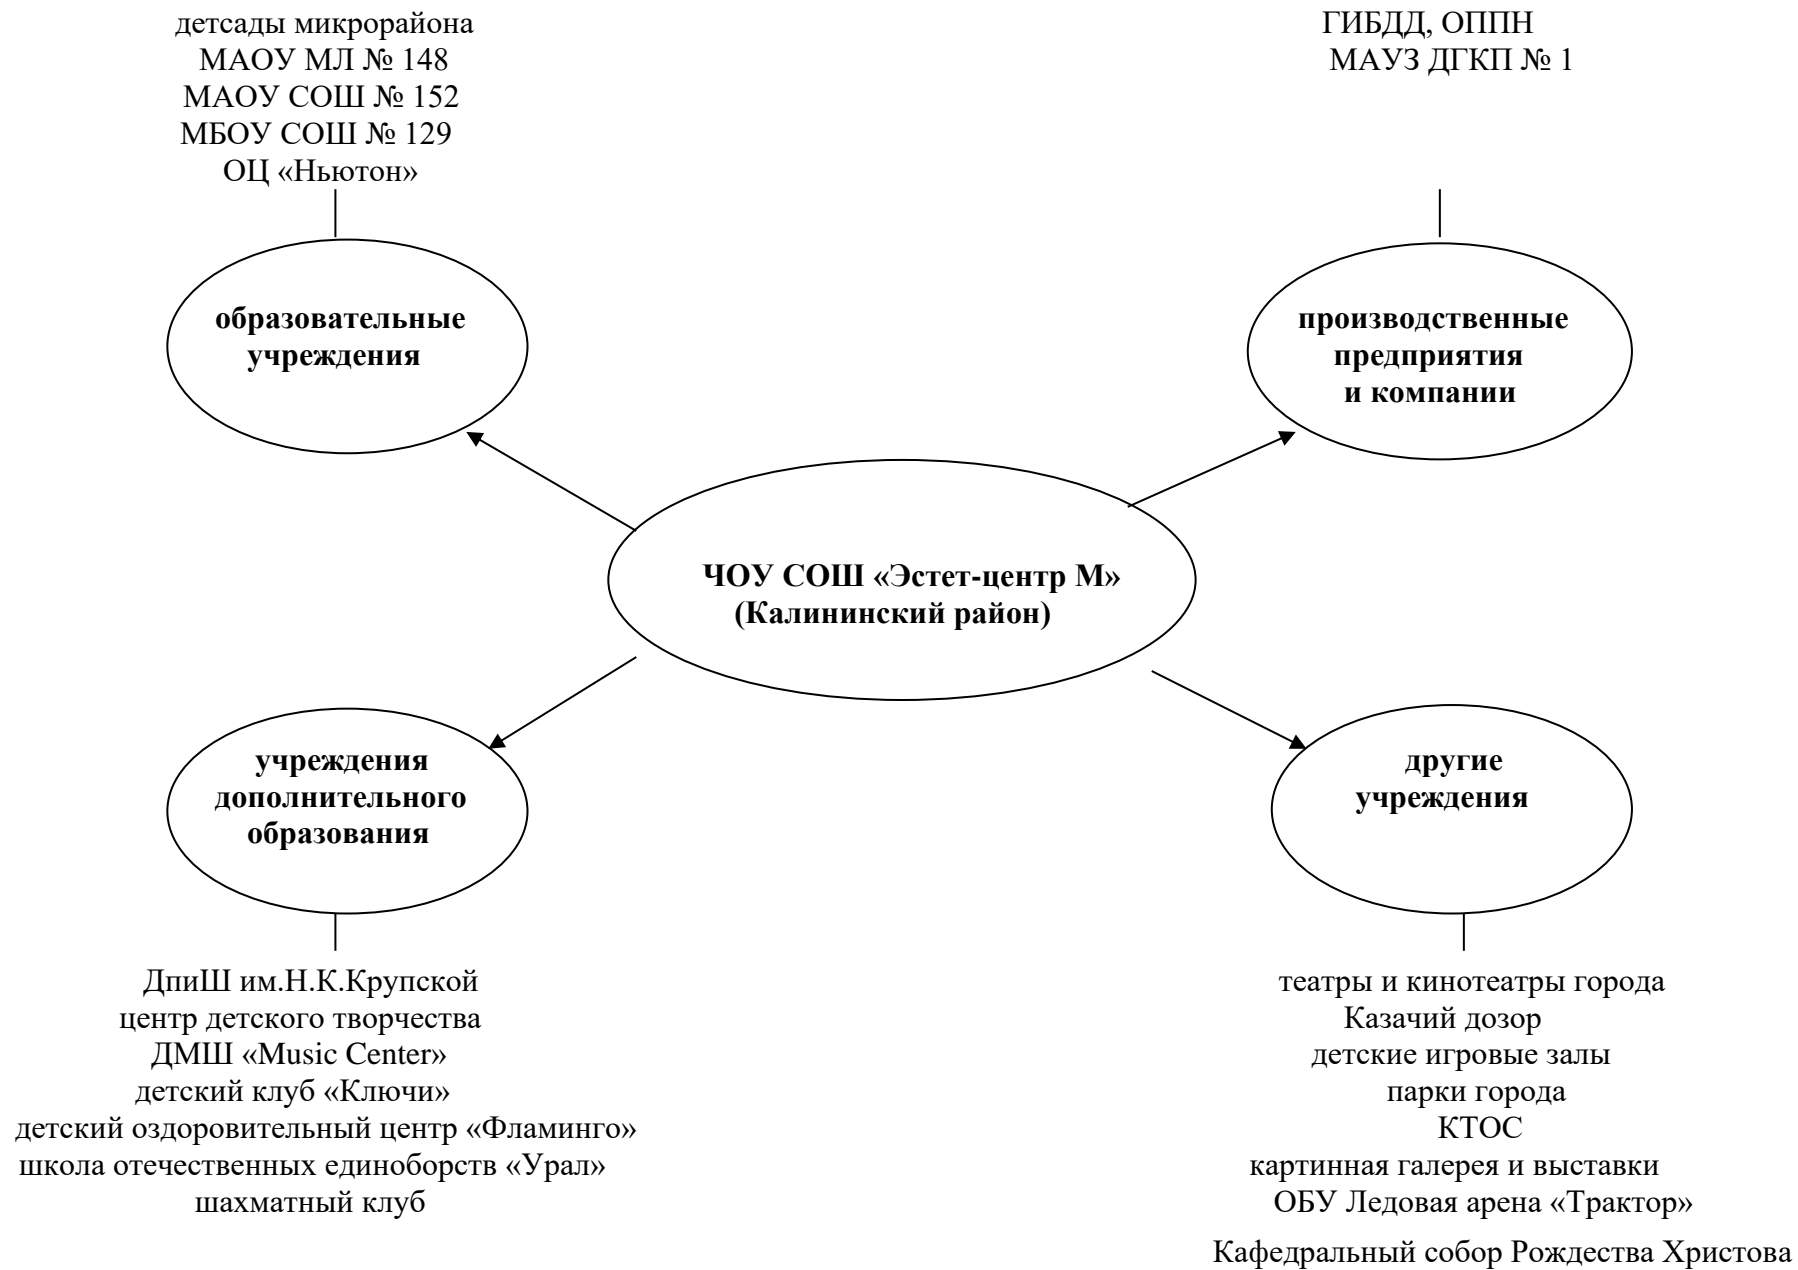 детсады микрорайона
МАОУ МЛ № 148
МАОУ СОШ № 152
МБОУ СОШ № 129
ОЦ «Ньютон»
ГИБДД, ОППН
МАУЗ ДГКП № 1
образовательные
учреждения
производственные
предприятия
и компании
ЧОУ СОШ «Эстет-центр М»
(Калининский район)
учреждения
дополнительного
образования
другие
учреждения
ДпиШ им.Н.К.Крупской
центр детского творчества
ДМШ «Music Center»
детский клуб «Ключи»
детский оздоровительный центр «Фламинго»
школа отечественных единоборств «Урал»
шахматный клуб
театры и кинотеатры города
Казачий дозор
детские игровые залы
парки города
КТОС
картинная галерея и выставки
ОБУ Ледовая арена «Трактор»
Кафедральный собор Рождества Христова